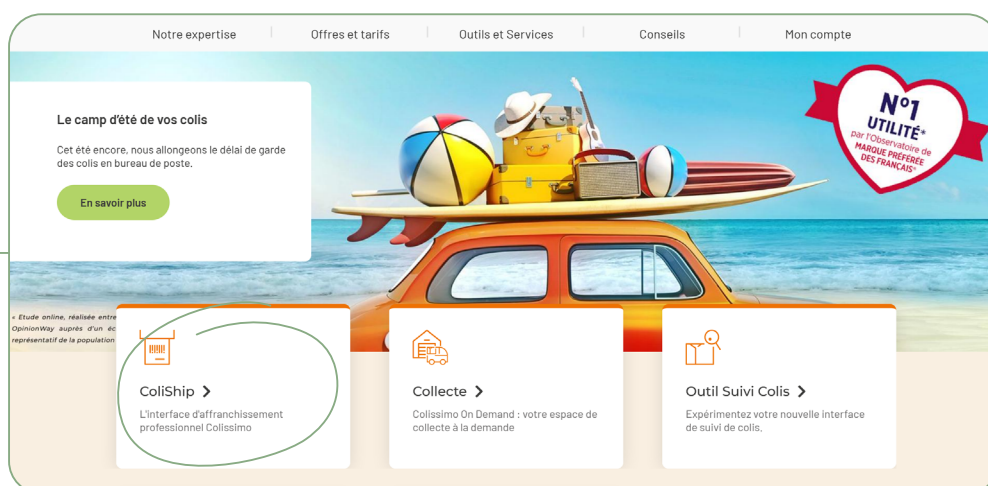 Notre expertise
Offres et tarifs
Outils et Services
Conseils
Mon compte
Le camp d'été de vos colis
Cet été encore, nous allongeons le délai de garde
des colis en bureau de poste.
En savoir plus
N°1
UTILITÉ*
par l'Observatoire de
MARQUE PRÉFÉRÉE
DES FRANÇAIS*
* Etude online, réalisée entre
OpinionWay auprès d'un éc
représentatif de la population
ColiShip
L'interface d'affranchissement
professionnel Colissimo
Collecte
Colissimo On Demand : votre espace de
collecte à la demande
Outil Suivi Colis
Expérimentez votre nouvelle interface
de suivi de colis.